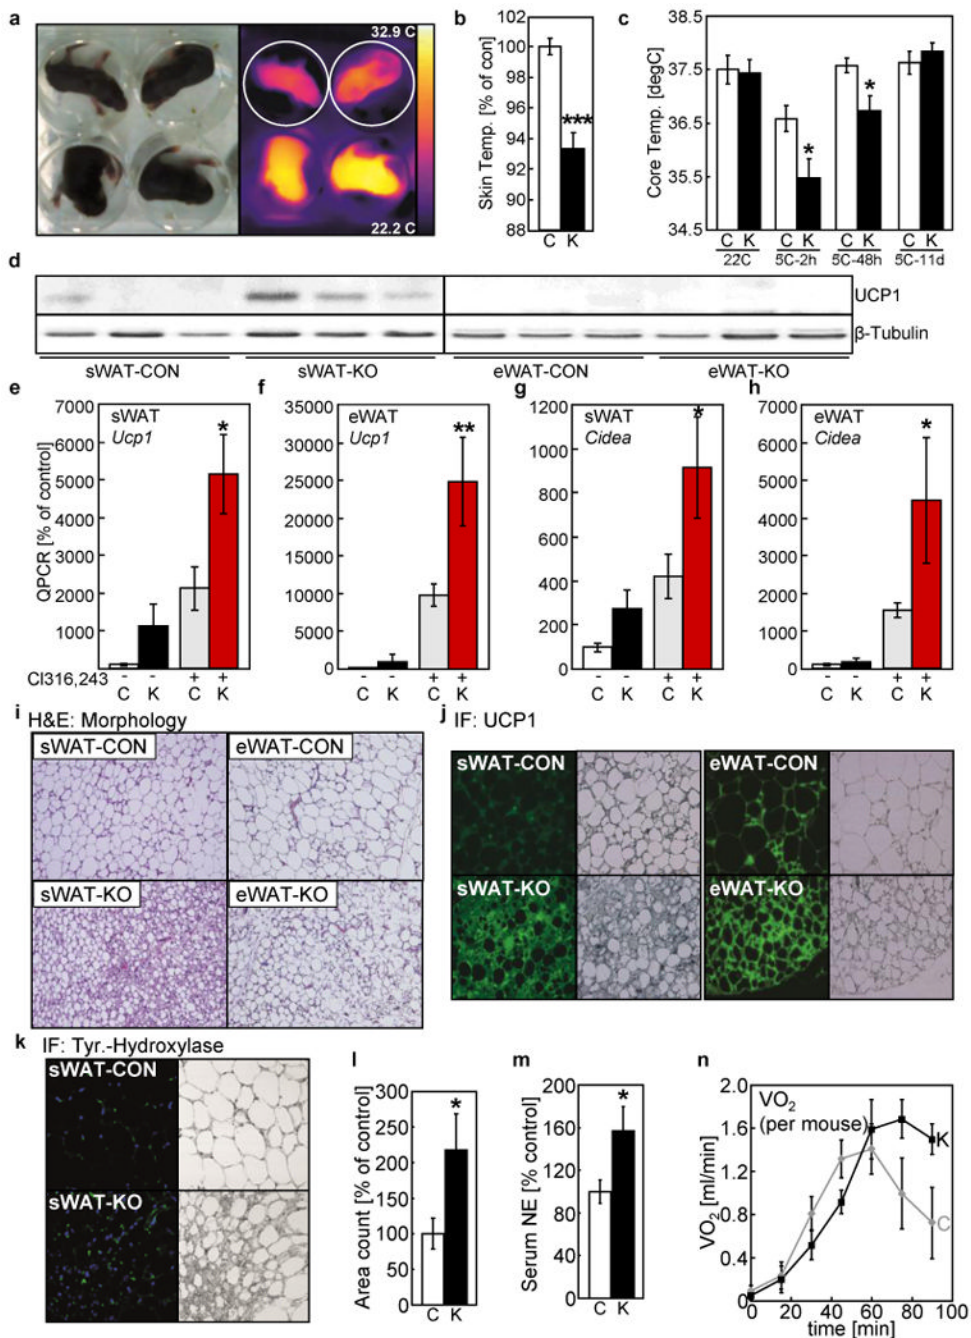 a
32.9 C
22.2 C
b
Skin Temp. [% of con]
102
100
98
96
94
92
90
88
***
C K
c
Core Temp. [degC]
38.5
37.5
36.5
35.5
34.5
*
*
C K C K C K C K
22C 5C-2h 5C-48h 5C-11d
d
UCP1
β-Tubulin
sWAT-CON sWAT-KO eWAT-CON eWAT-KO
e
QPCR [% of control]
7000
6000
5000
4000
3000
2000
1000
sWAT
Ucp1
*
CI316,243
- - + +
C K C K
f
35000
30000
25000
20000
15000
10000
5000
0
eWAT
Ucp1
**
- - + +
C K C K
g
1200
1000
800
600
400
200
0
sWAT
Cidea
*
- - + +
C K C K
h
8000
7000
6000
5000
4000
3000
2000
1000
0
eWAT
Cidea
*
- - + +
C K C K
i H&E: Morphology
sWAT-CON eWAT-CON
sWAT-KO eWAT-KO
j IF: UCP1
sWAT-CON eWAT-CON
sWAT-KO eWAT-KO
k IF: Tyr.-Hydroxylase
sWAT-CON
sWAT-KO
l
Area count [% of control]
300
250
200
150
100
50
0
*
C K
m
Serum NE [% control]
200
160
120
80
40
0
*
C K
n
VO2 [ml/min]
2.0
1.6
1.2
0.8
0.4
0
VO2
(per mouse)
K
C
0 20 40 60 80 100
time [min]